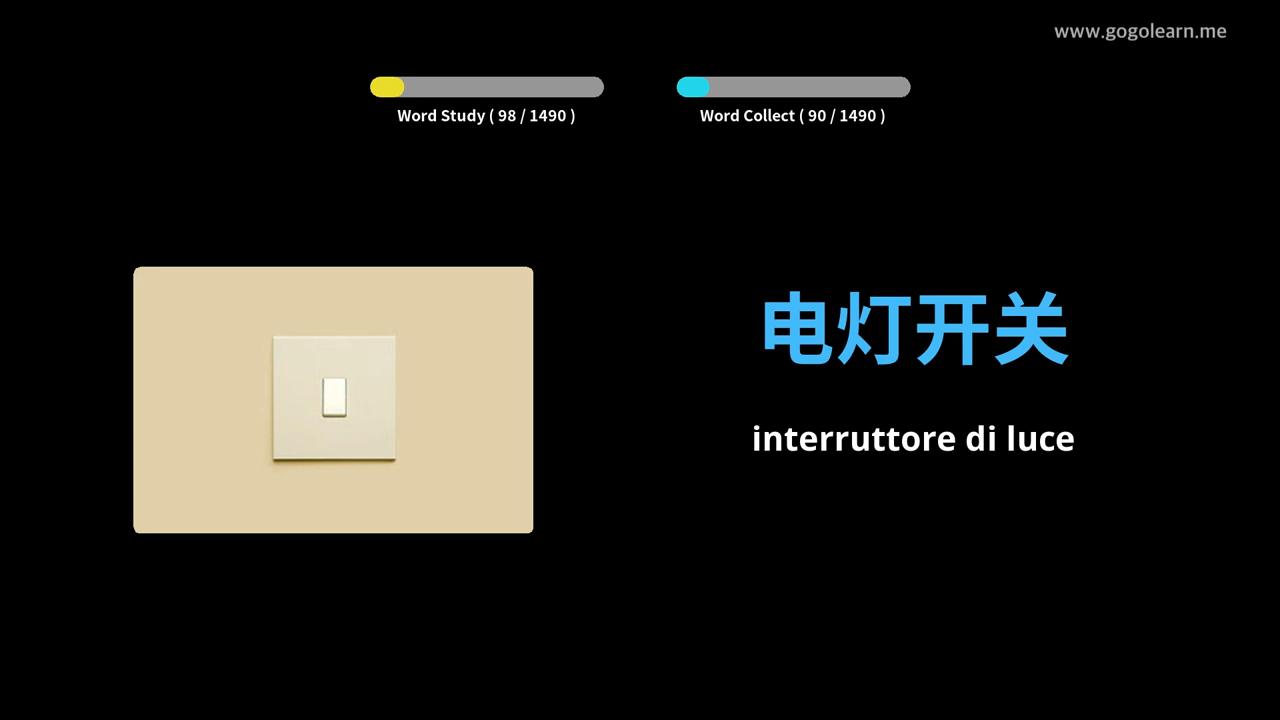 www.gogolearn.me
Word Study ( 98 / 1490 )
Word Collect ( 90 / 1490 )
电灯开关
interruttore di luce